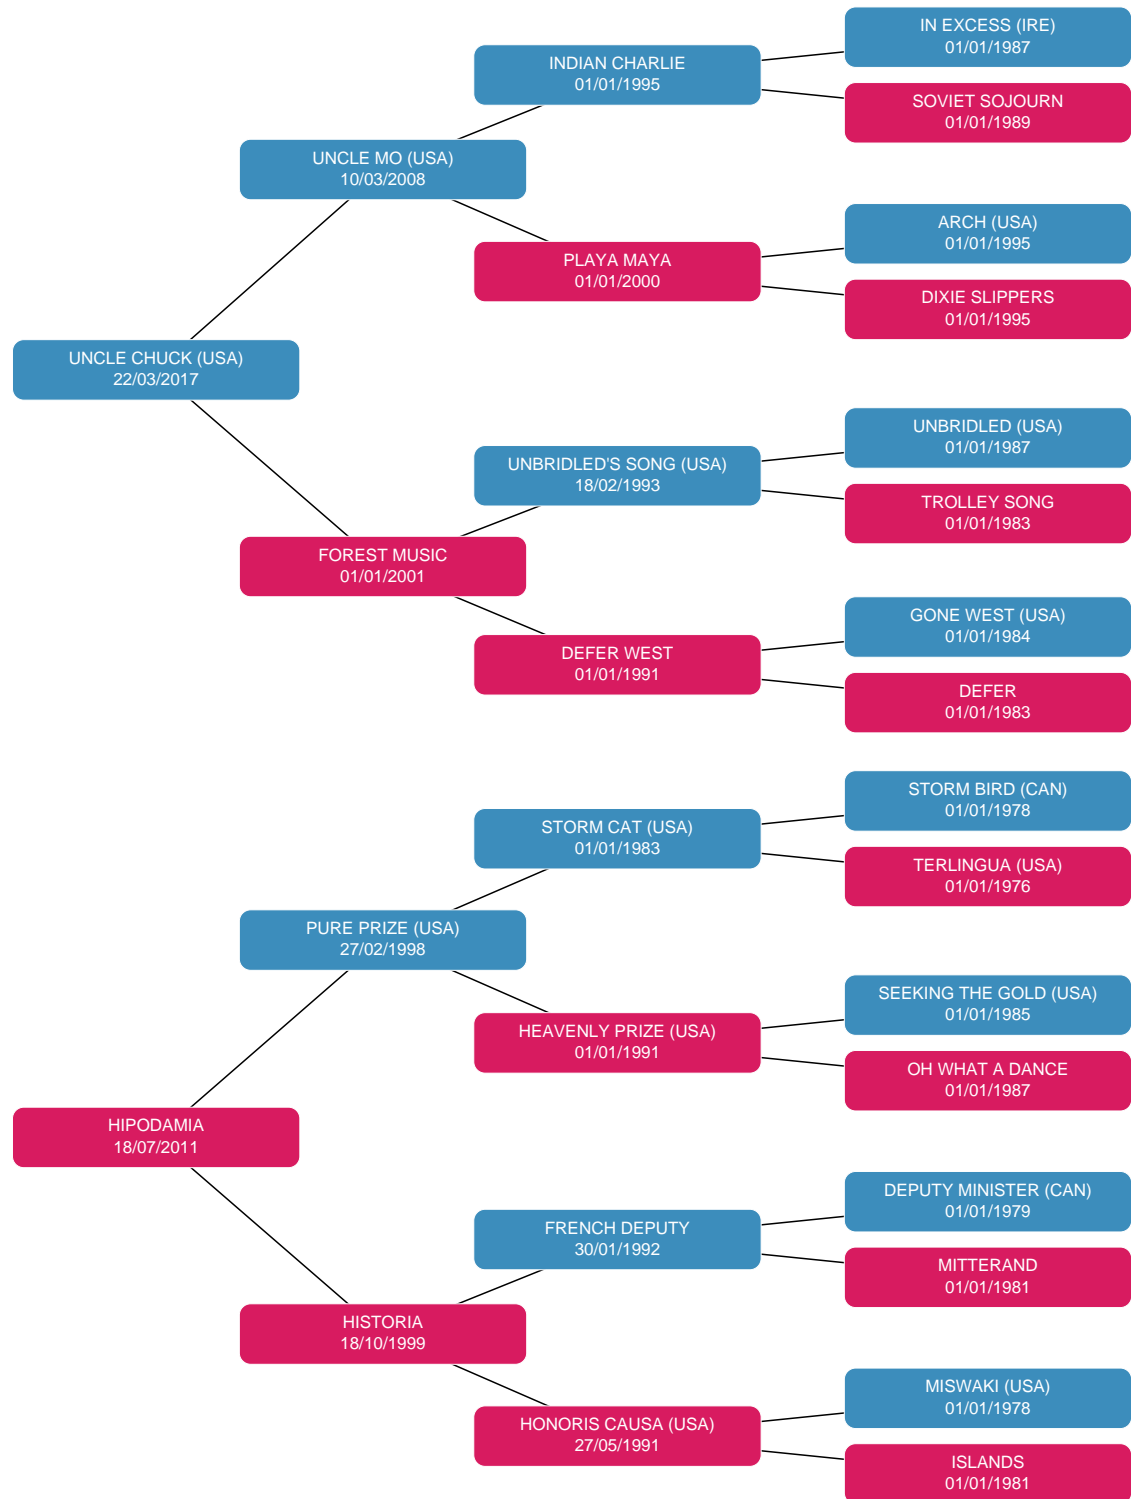 IN EXCESS (IRE)
01/01/1987
INDIAN CHARLIE
01/01/1995
SOVIET SOJOURN
01/01/1989
UNCLE MO (USA)
10/03/2008
ARCH (USA)
01/01/1995
PLAYA MAYA
01/01/2000
DIXIE SLIPPERS
01/01/1995
UNCLE CHUCK (USA)
22/03/2017
UNBRIDLED (USA)
01/01/1987
UNBRIDLED'S SONG (USA)
18/02/1993
TROLLEY SONG
01/01/1983
FOREST MUSIC
01/01/2001
GONE WEST (USA)
01/01/1984
DEFER WEST
01/01/1991
DEFER
01/01/1983
STORM BIRD (CAN)
01/01/1978
STORM CAT (USA)
01/01/1983
TERLINGUA (USA)
01/01/1976
PURE PRIZE (USA)
27/02/1998
SEEKING THE GOLD (USA)
01/01/1985
HEAVENLY PRIZE (USA)
01/01/1991
OH WHAT A DANCE
01/01/1987
HIPODAMIA
18/07/2011
DEPUTY MINISTER (CAN)
01/01/1979
FRENCH DEPUTY
30/01/1992
MITTERAND
01/01/1981
HISTORIA
18/10/1999
MISWAKI (USA)
01/01/1978
HONORIS CAUSA (USA)
27/05/1991
ISLANDS
01/01/1981